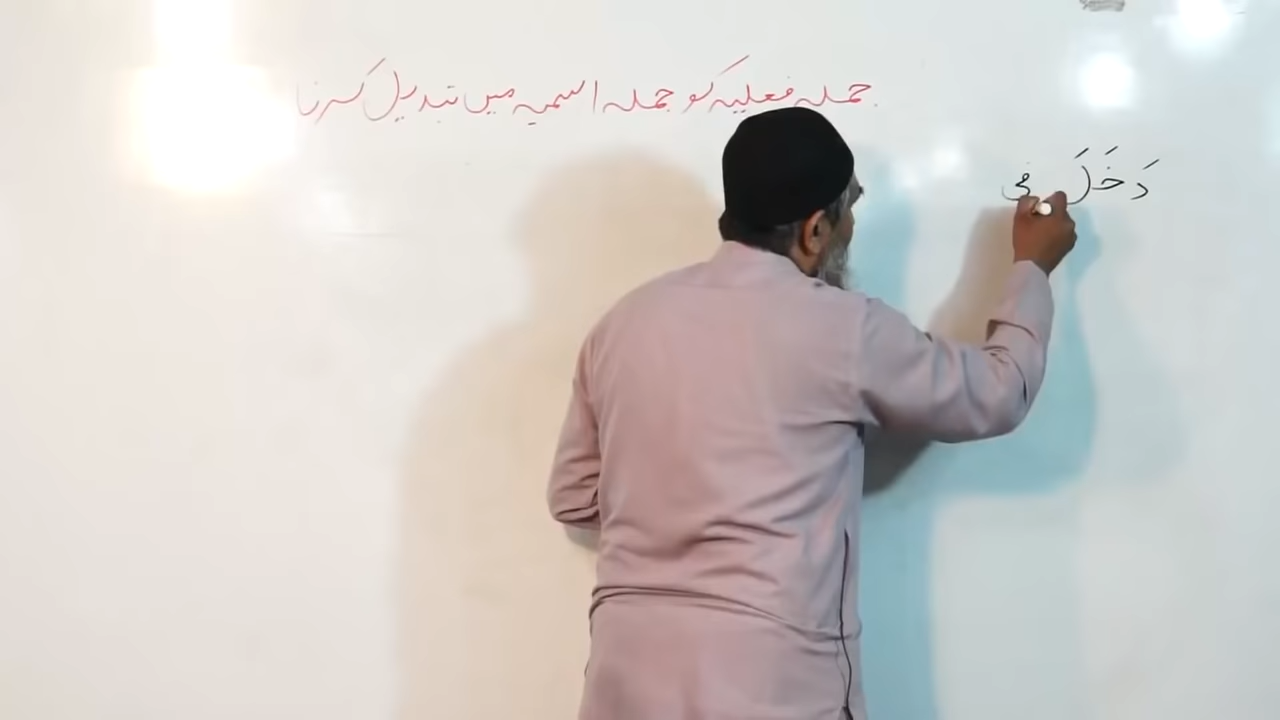 جملہ فعلیہ کو جملہ اسمیہ میں تبدیل کرنا
دَخَلَ